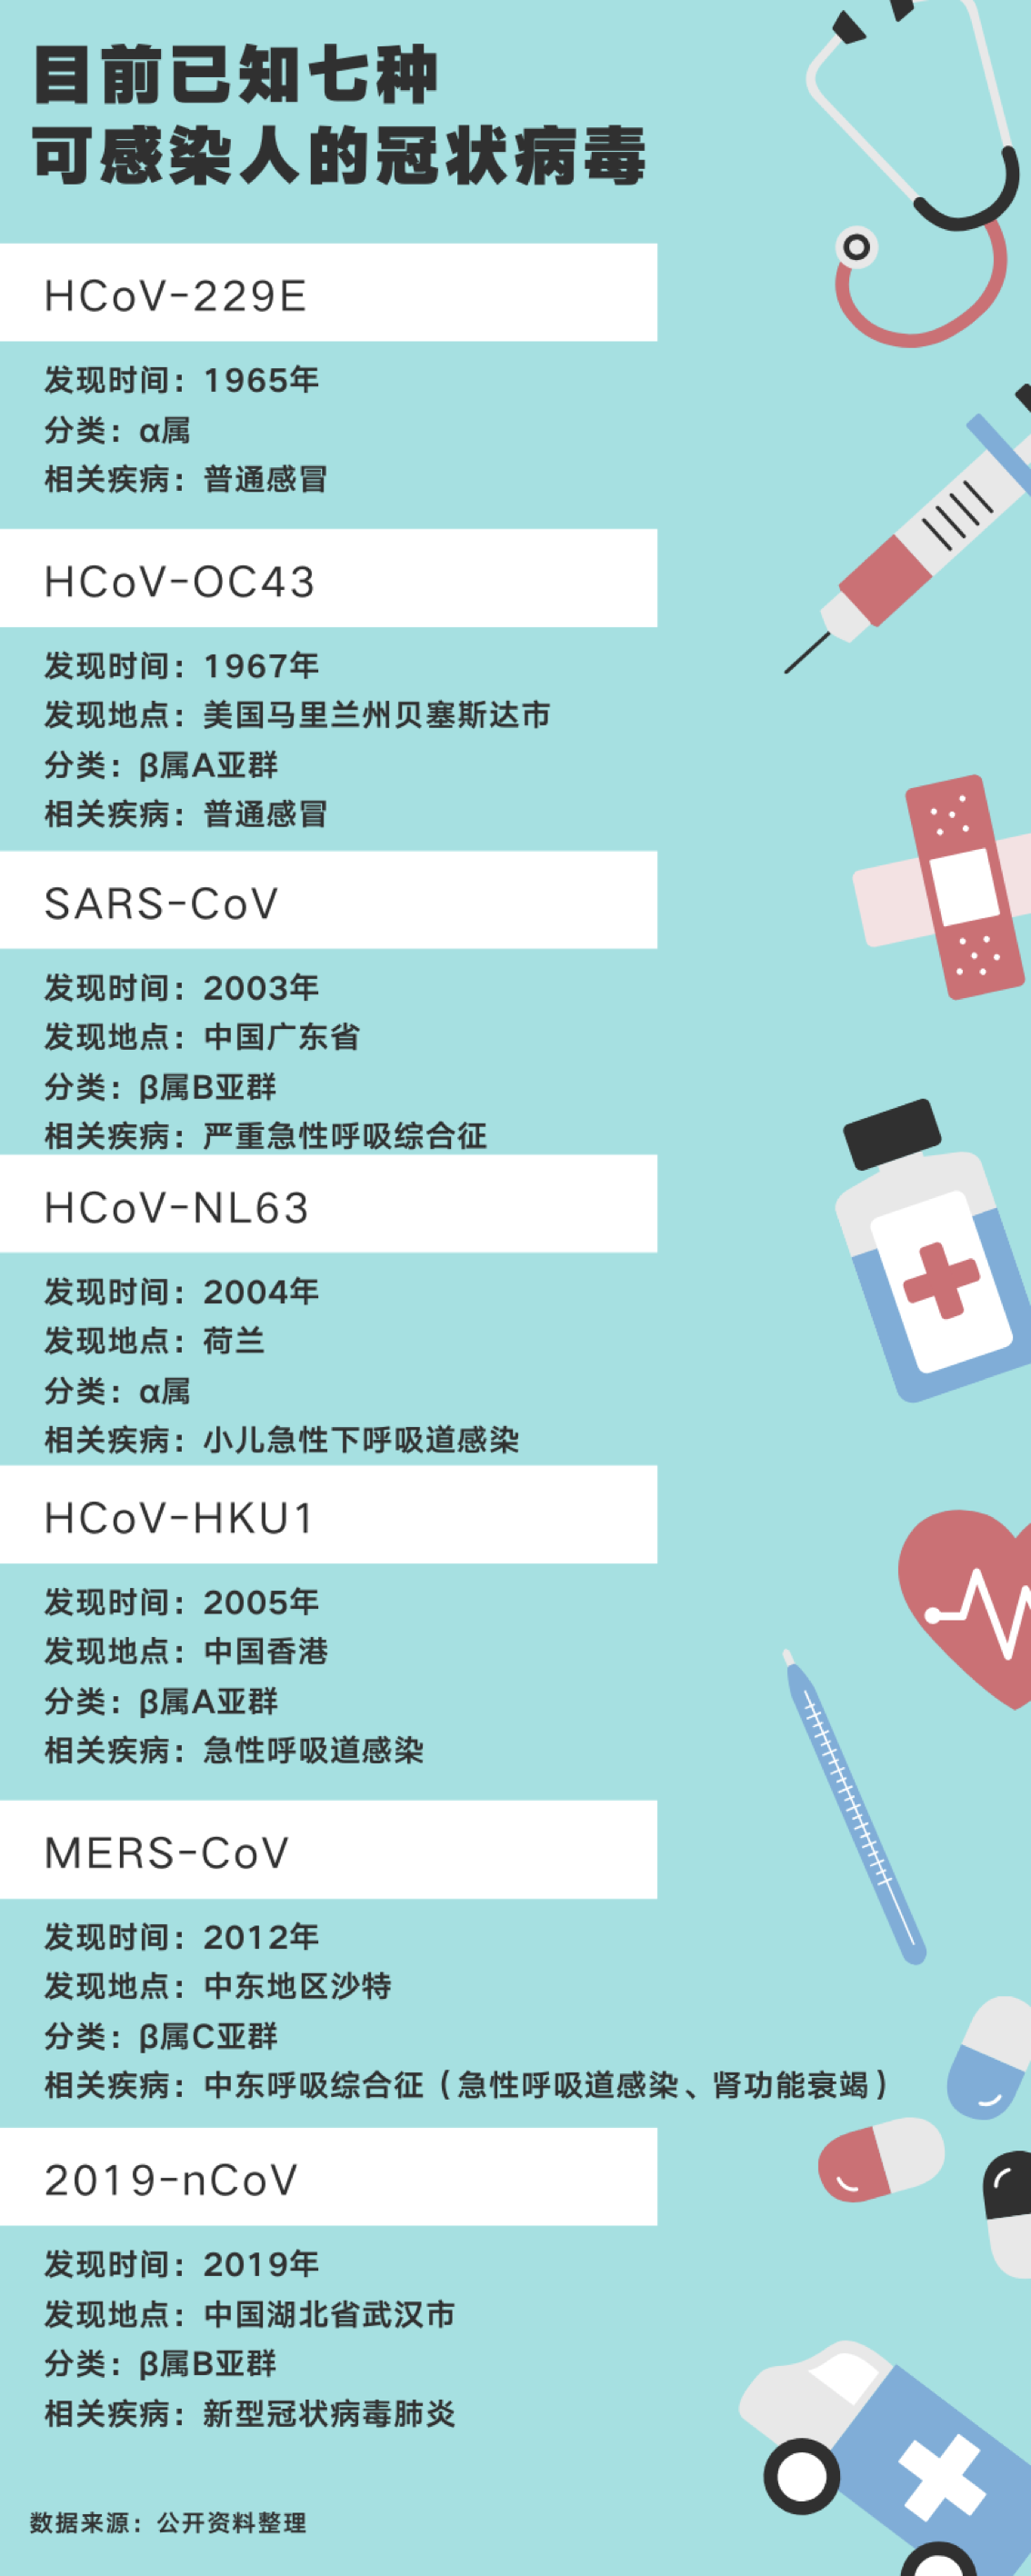 目前已知七种
可感染人的冠状病毒
HCoV-229E
发现时间：1965年
分类：α属
相关疾病：普通感冒
HCoV-OC43
发现时间：1967年
发现地点：美国马里兰州贝塞斯达市
分类：β属A亚群
相关疾病：普通感冒
SARS-CoV
发现时间：2003年
发现地点：中国广东省
分类：β属B亚群
相关疾病：严重急性呼吸综合征
HCoV-NL63
发现时间：2004年
发现地点：荷兰
分类：α属
相关疾病：小儿急性下呼吸道感染
HCoV-HKU1
发现时间：2005年
发现地点：中国香港
分类：β属A亚群
相关疾病：急性呼吸道感染
MERS-CoV
发现时间：2012年
发现地点：中东地区沙特
分类：β属C亚群
相关疾病：中东呼吸综合征（急性呼吸道感染、肾功能衰竭）
2019-nCoV
发现时间：2019年
发现地点：中国湖北省武汉市
分类：β属B亚群
相关疾病：新型冠状病毒肺炎
数据来源：公开资料整理